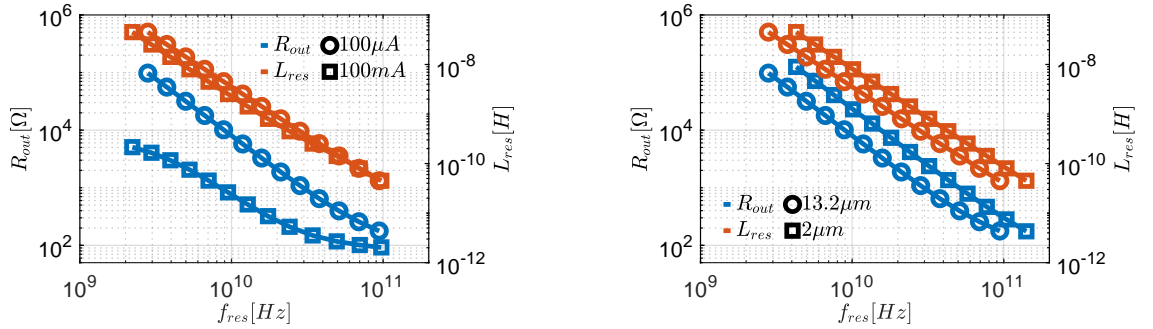 10^6
10^4
10^2
R_out[Ω]
10^-8
10^-10
10^-12
L_res[H]
10^9
10^10
10^11
f_res[Hz]
R_out 100μA
L_res 100mA
10^6
10^4
10^2
R_out[Ω]
10^-8
10^-10
10^-12
L_res[H]
10^9
10^10
10^11
f_res[Hz]
R_out 13.2μm
L_res 2μm